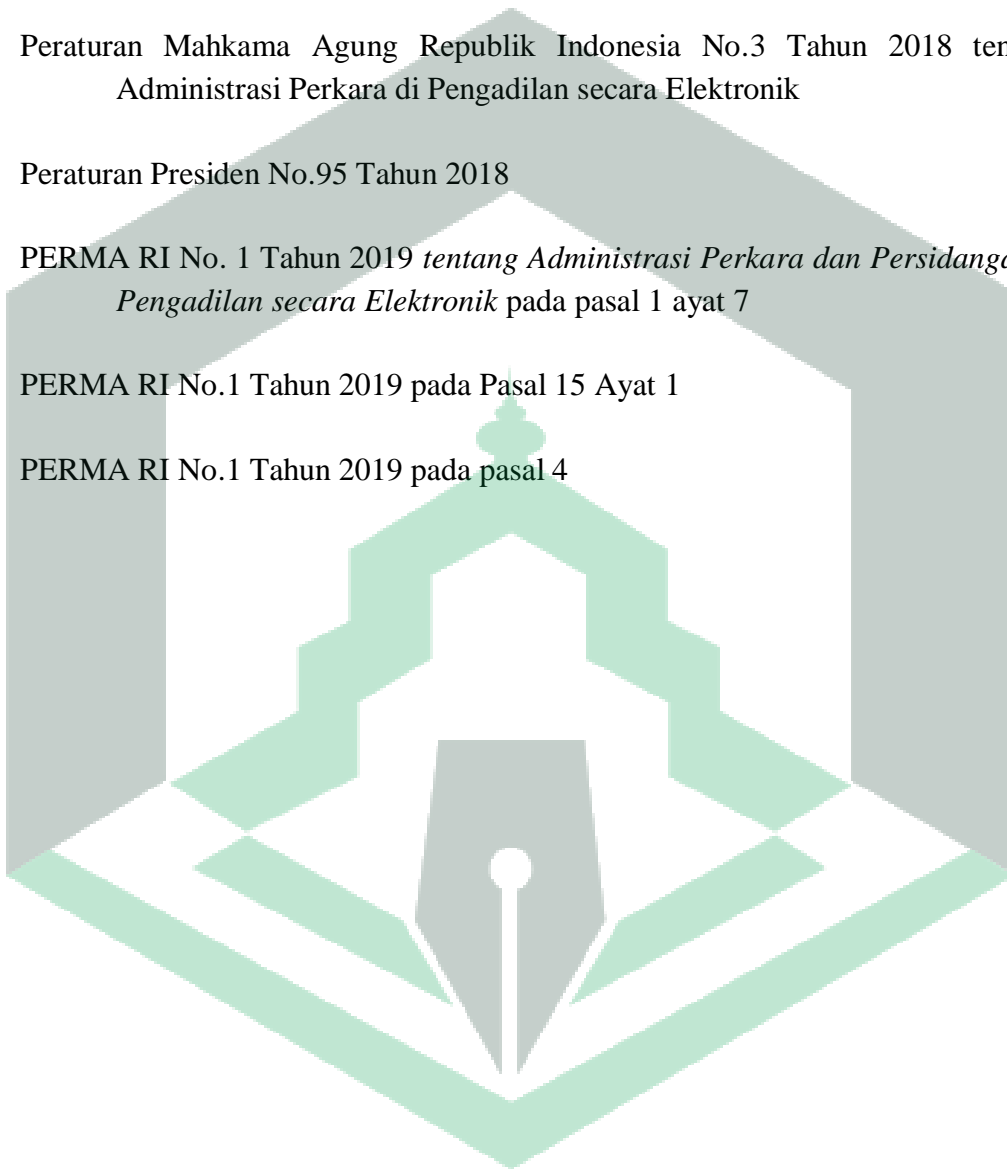 Peraturan Mahkama Agung Republik Indonesia No.3 Tahun 2018 ten
Administrasi Perkara di Pengadilan secara Elektronik
Peraturan Presiden No.95 Tahun 2018
PERMA RI No. 1 Tahun 2019 tentang Administrasi Perkara dan Persidanga
Pengadilan secara Elektronik pada pasal 1 ayat 7
PERMA RI No.1 Tahun 2019 pada Pasal 15 Ayat 1
PERMA RI No.1 Tahun 2019 pada pasal 4